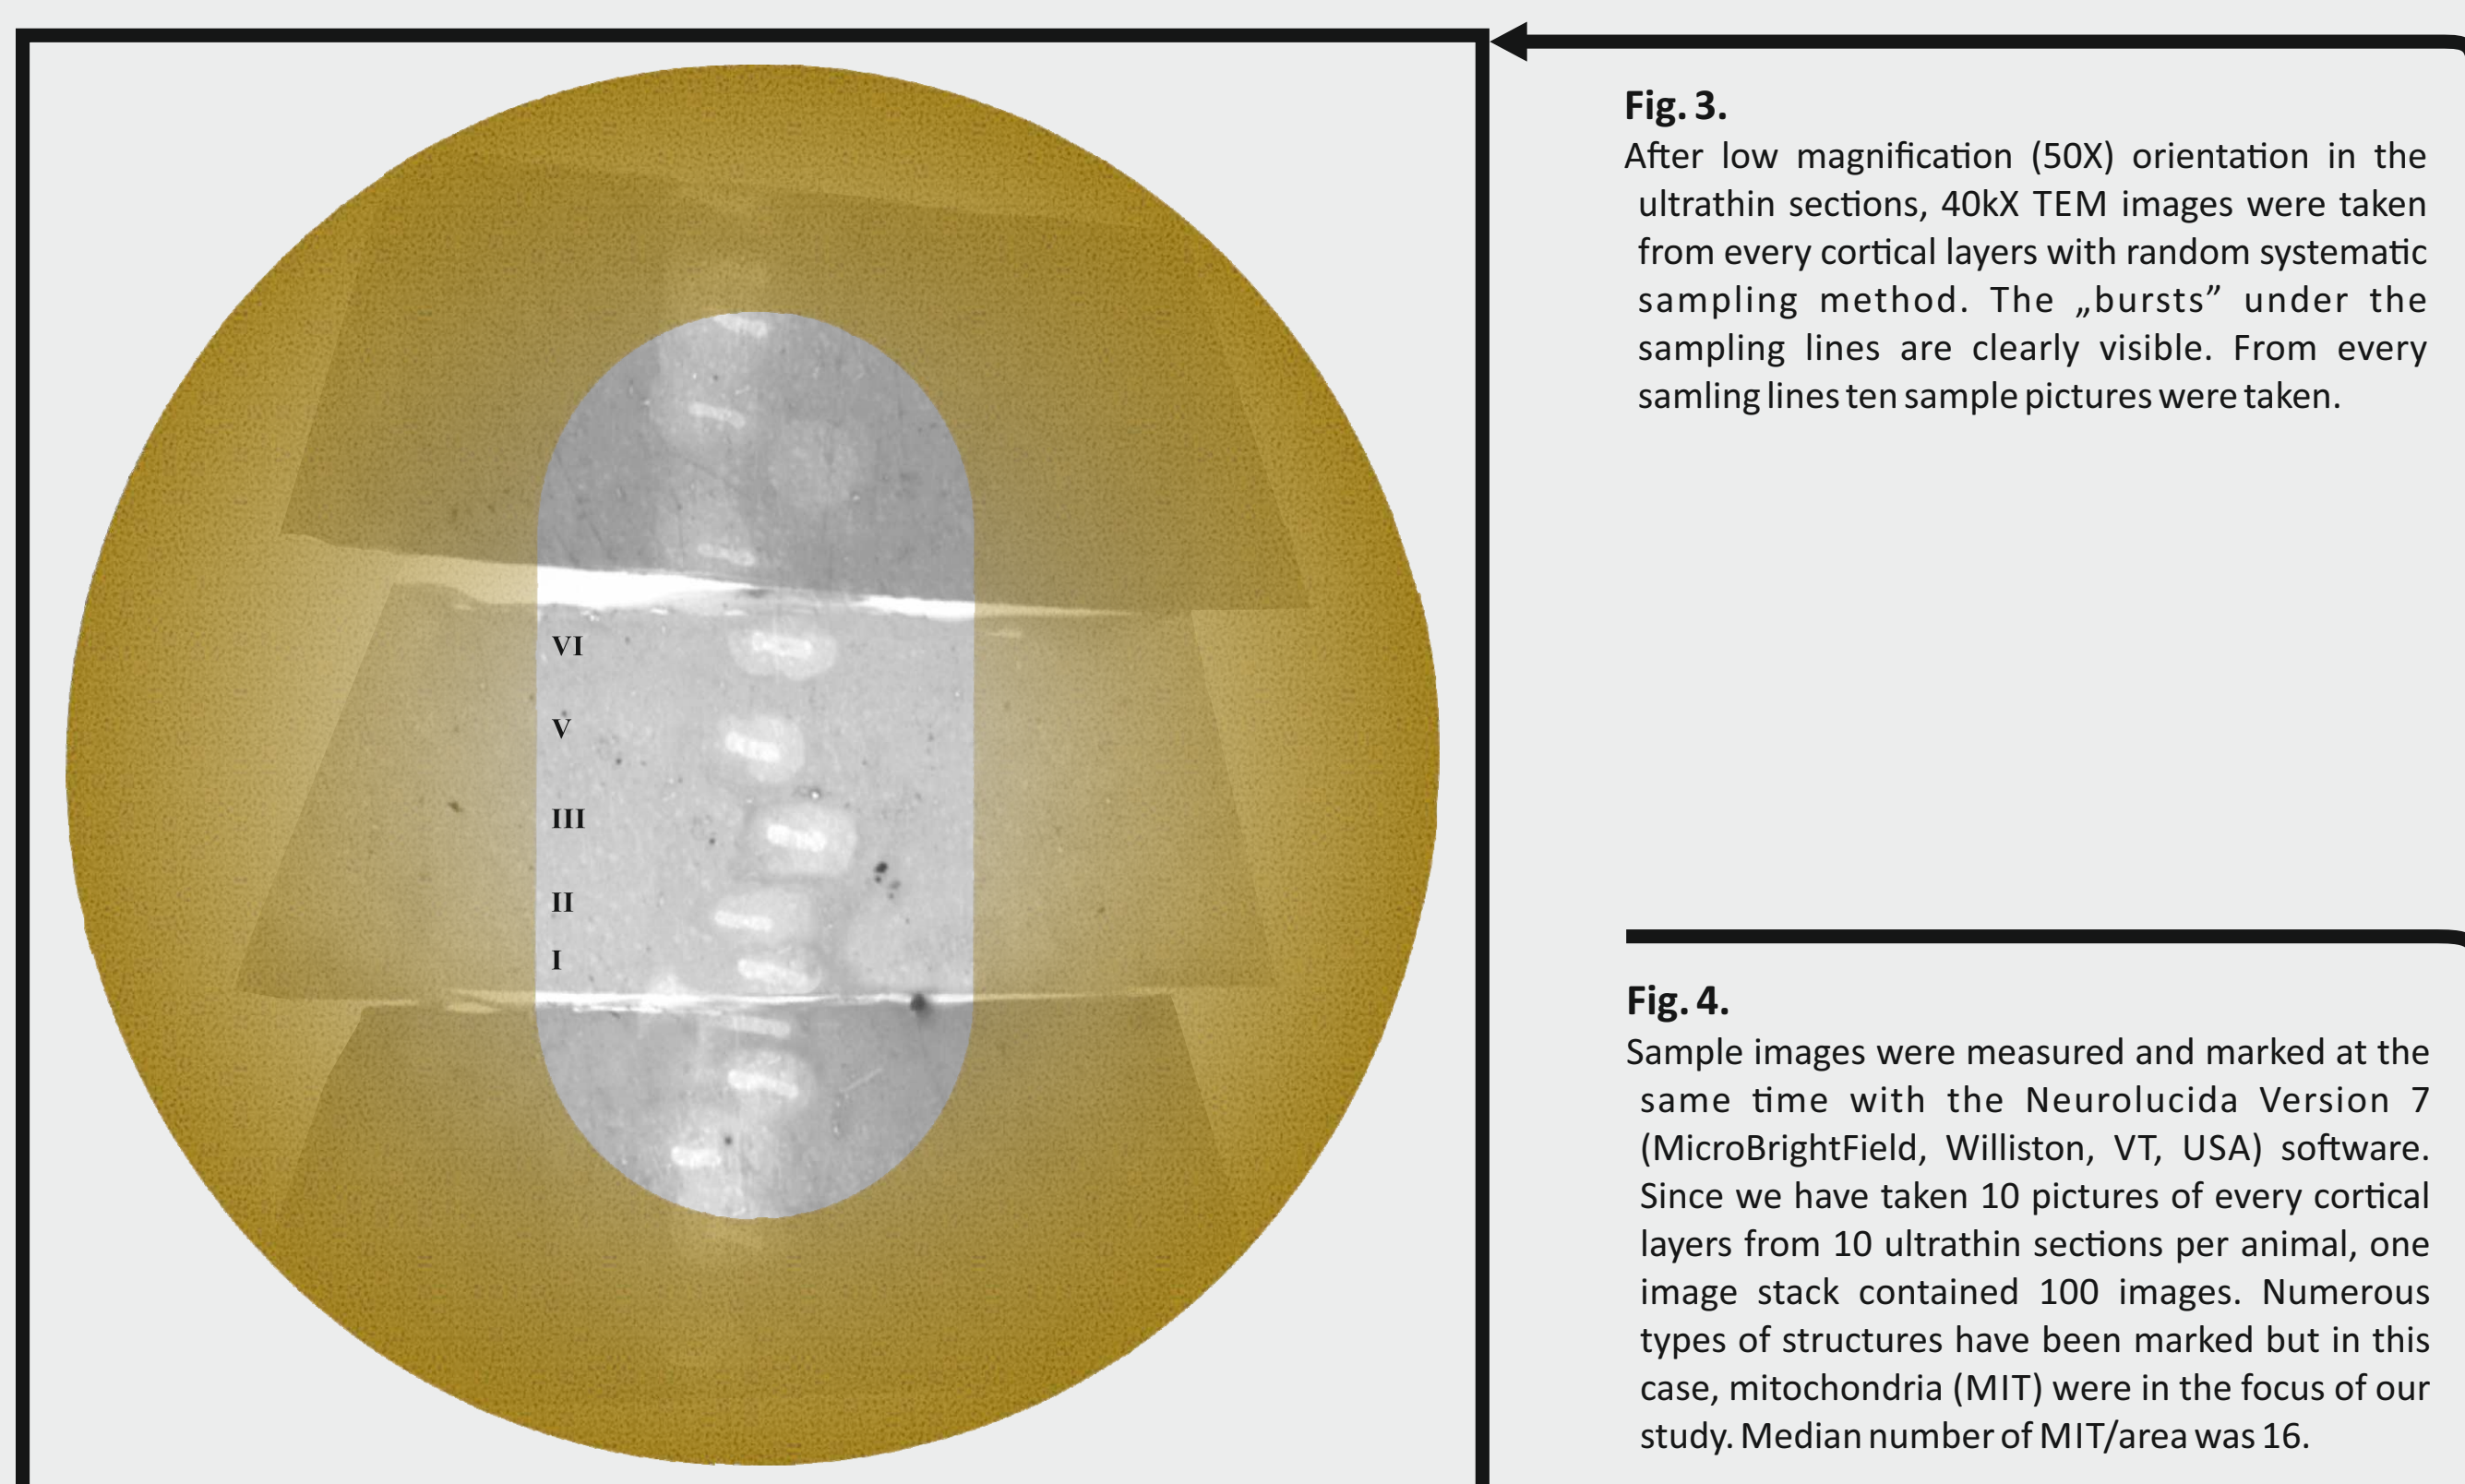 VI
V
III
II
I
Fig. 3.
After low magnification (50X) orientation in the
ultrathin sections, 40kX TEM images were taken
from every cortical layers with random systematic
sampling method. The „bursts” under the
sampling lines are clearly visible. From every
samling lines ten sample pictures were taken.
Fig. 4.
Sample images were measured and marked at the
same time with the Neurolucida Version 7
(MicroBrightField, Williston, VT, USA) software.
Since we have taken 10 pictures of every cortical
layers from 10 ultrathin sections per animal, one
image stack contained 100 images. Numerous
types of structures have been marked but in this
case, mitochondria (MIT) were in the focus of our
study. Median number of MIT/area was 16.